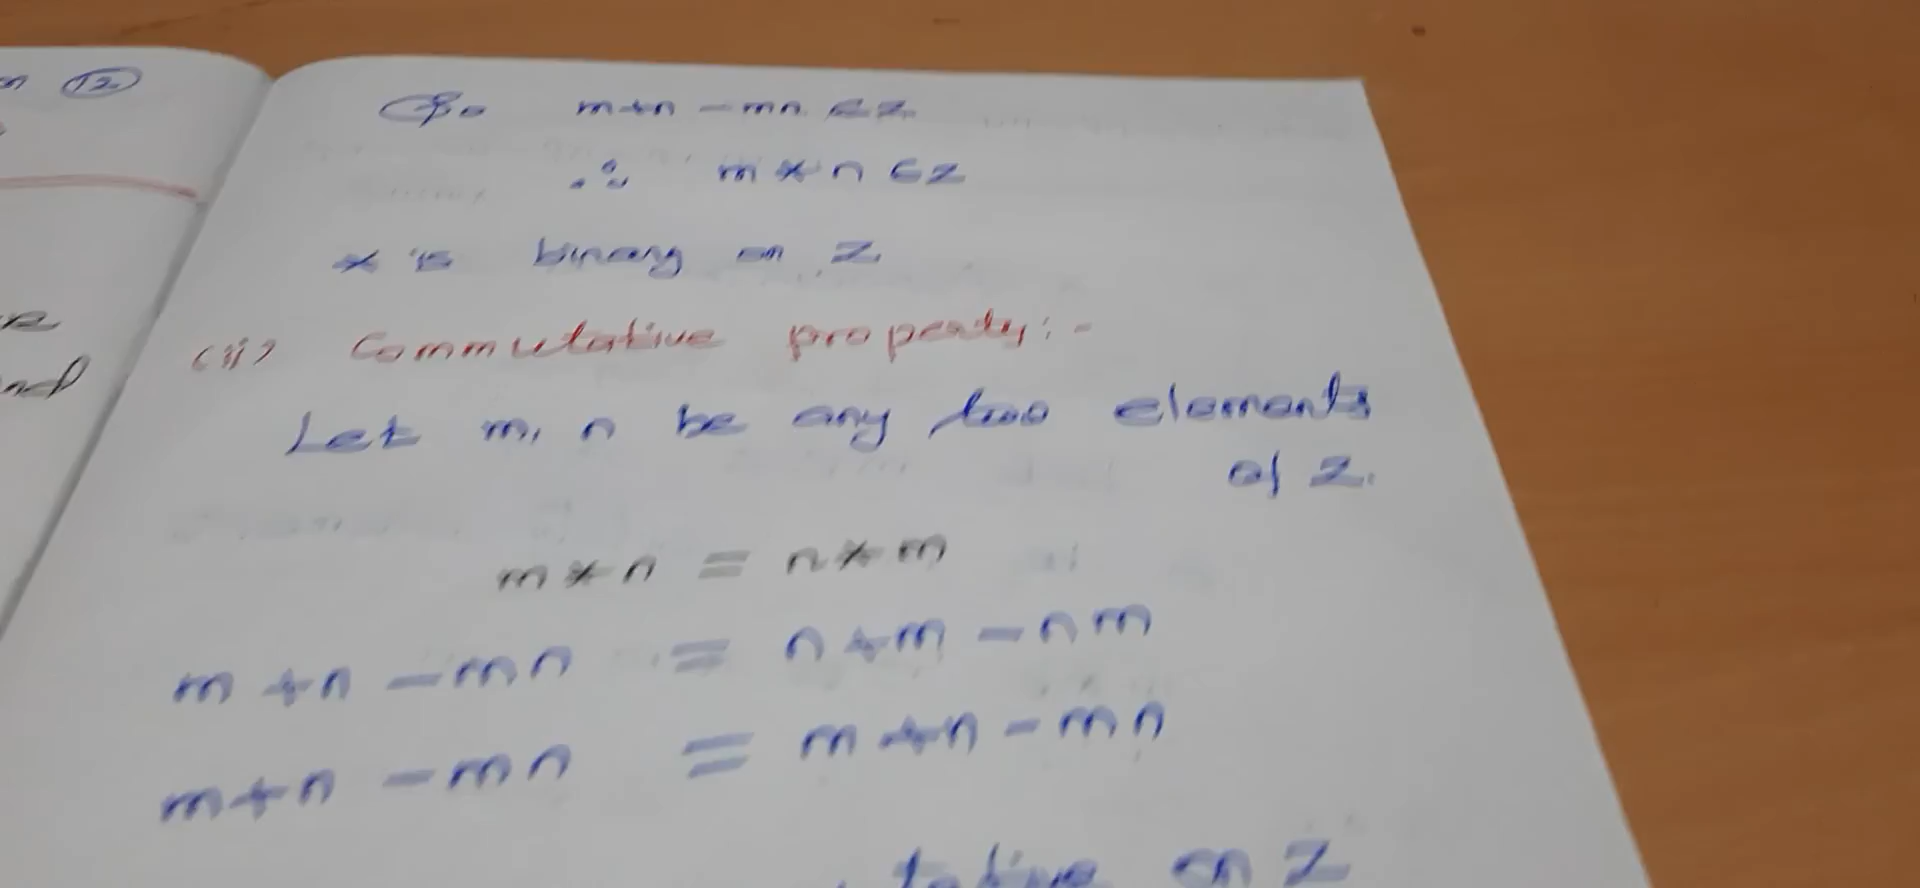 12
So m+n - mn ∈ Z
∴ m * n ∈ Z
* is binary on Z.
(ii) Commutative property:-
and
Let m, n be any two elements
of Z.
m * n = n * m
m + n - mn = n + m - nm
m + n - mn = m + n - mn
on Z